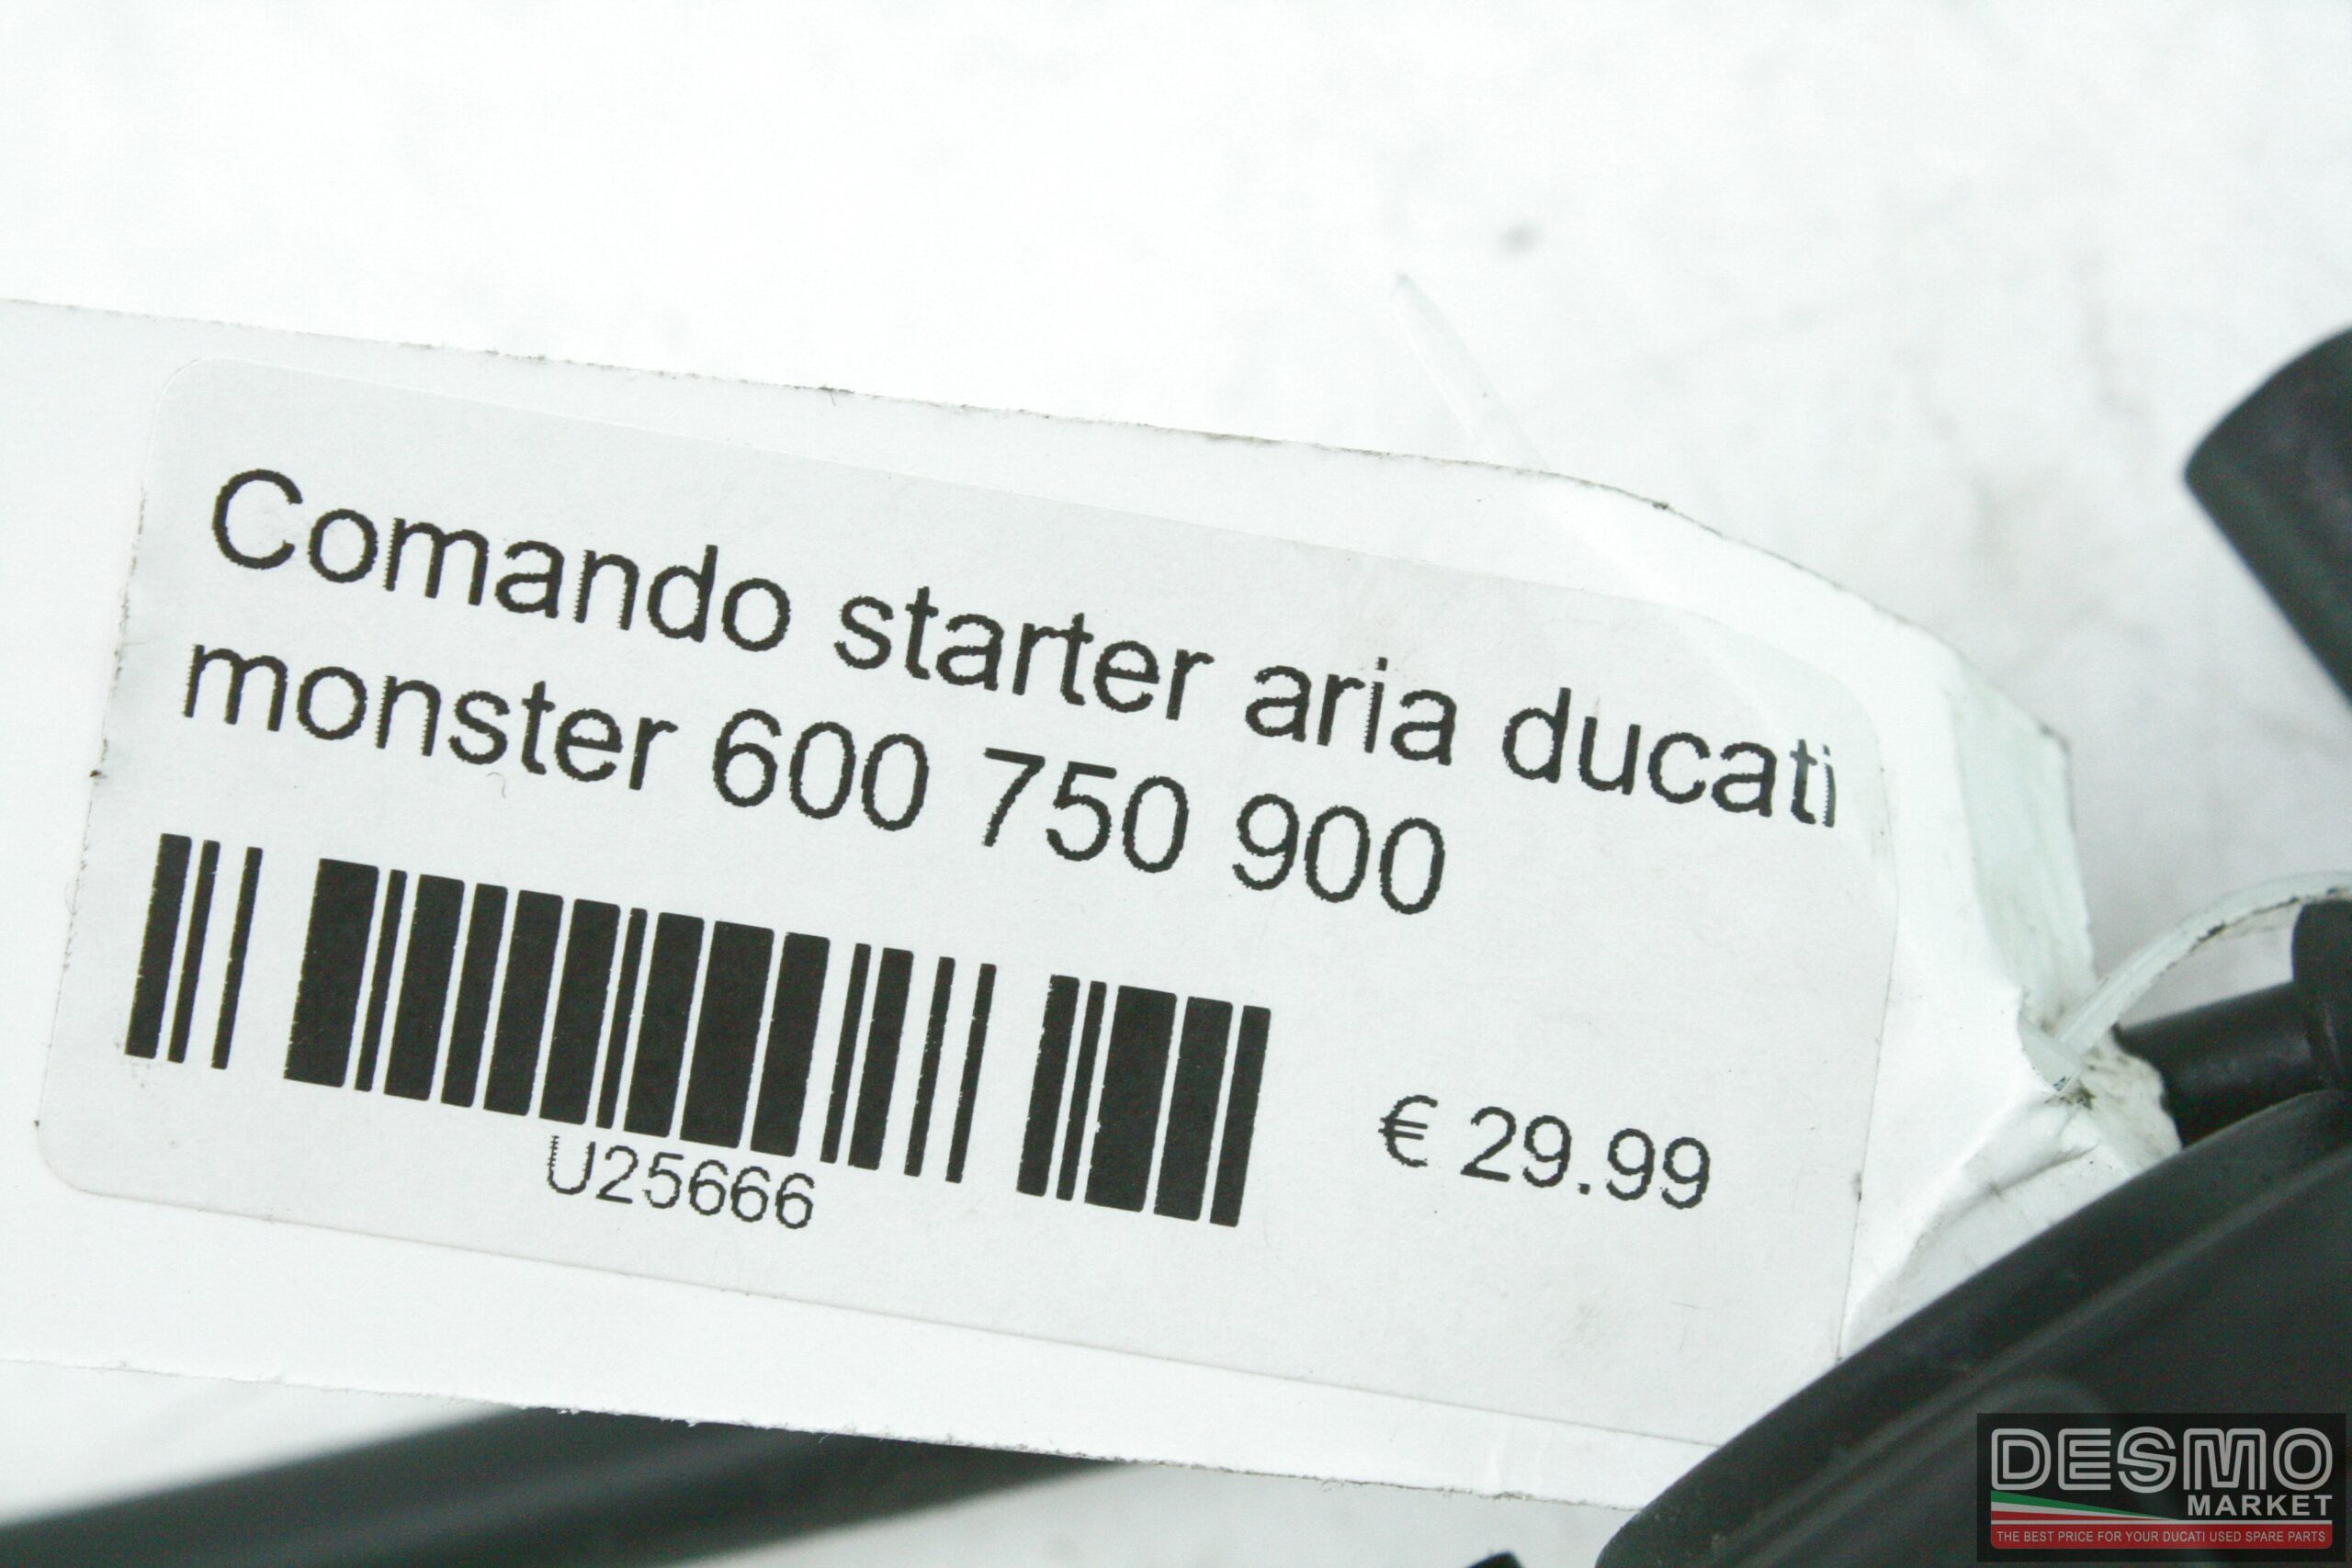 Comando starter aria ducati
monster 600 750 900
U25666
€ 29.99
DESMO
MARKET
THE BEST PRICE FOR YOUR DUCATI USED SPARE PARTS